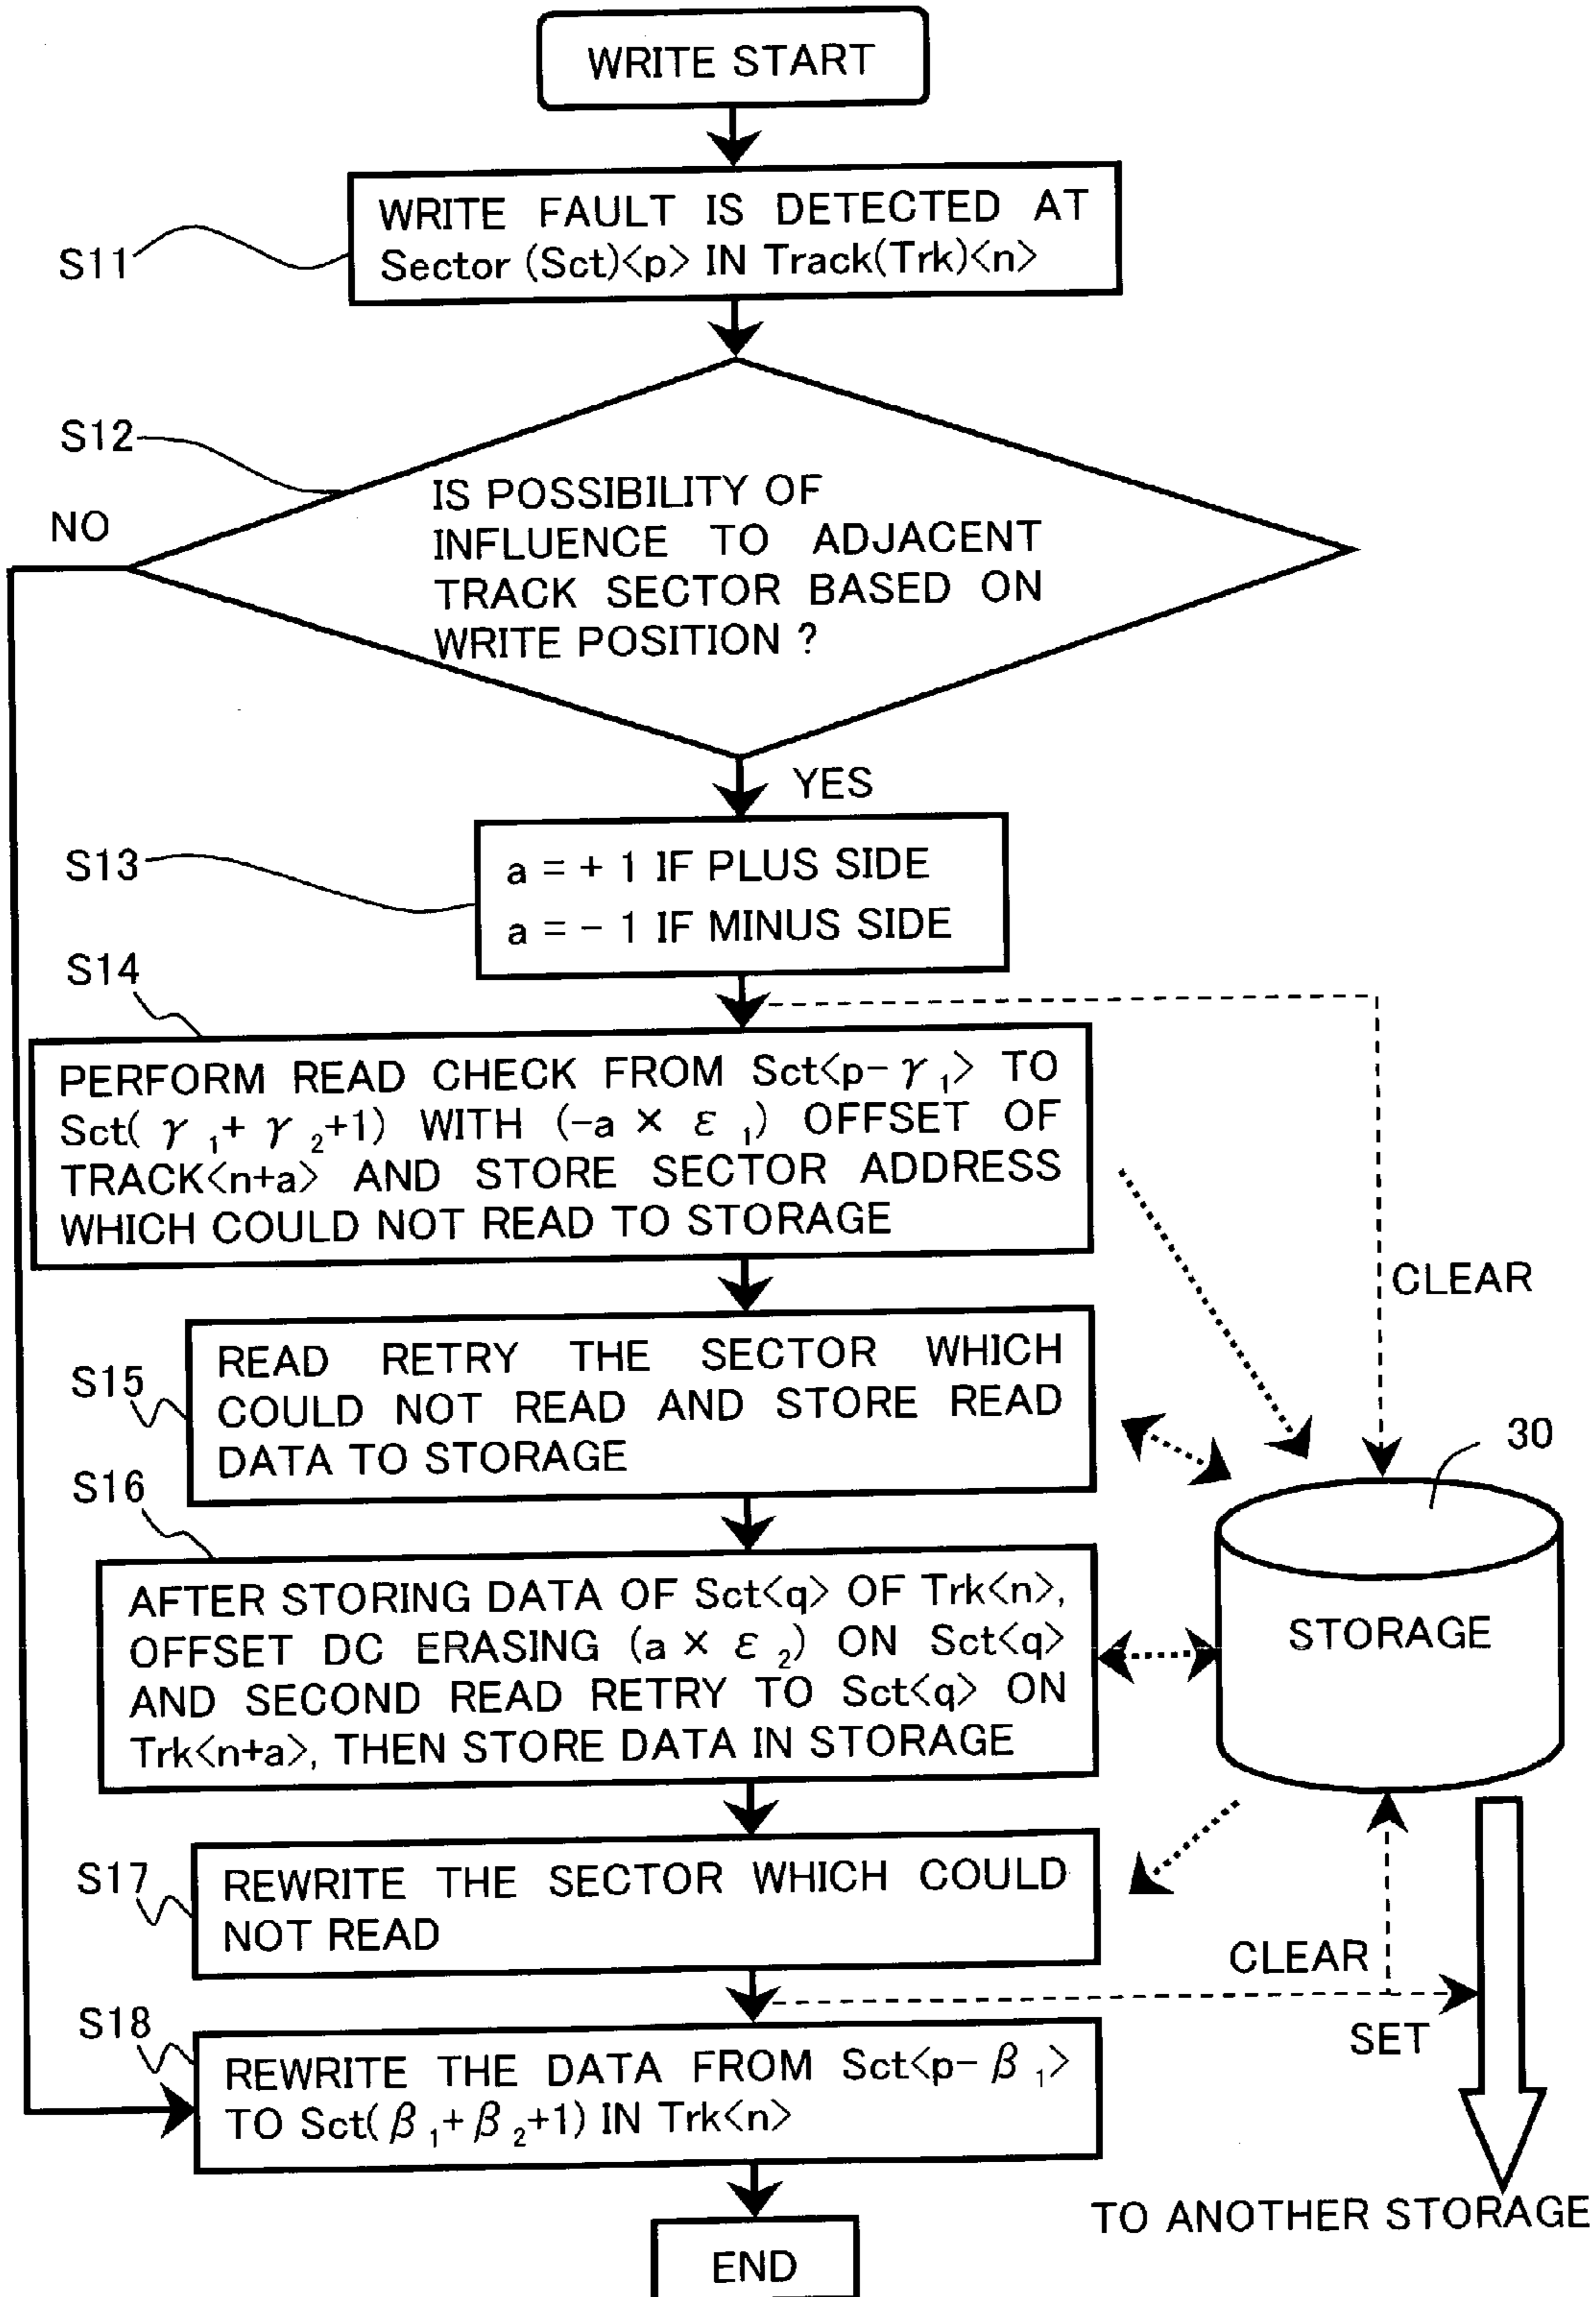 WRITE START
S11
WRITE FAULT IS DETECTED AT
Sector (Sct)<p> IN Track(Trk)<n>
S12
NO
IS POSSIBILITY OF
INFLUENCE TO ADJACENT
TRACK SECTOR BASED ON
WRITE POSITION ?
YES
S13
a = + 1 IF PLUS SIDE
a = - 1 IF MINUS SIDE
S14
PERFORM READ CHECK FROM Sct<p-γ₁> TO
Sct( γ₁+ γ₂+1) WITH (-a × ε₁) OFFSET OF
TRACK<n+a> AND STORE SECTOR ADDRESS
WHICH COULD NOT READ TO STORAGE
CLEAR
S15
READ RETRY THE SECTOR WHICH
COULD NOT READ AND STORE READ
DATA TO STORAGE
30
S16
AFTER STORING DATA OF Sct<q> OF Trk<n>,
OFFSET DC ERASING (a × ε₂) ON Sct<q>
AND SECOND READ RETRY TO Sct<q> ON
Trk<n+a>, THEN STORE DATA IN STORAGE
STORAGE
S17
REWRITE THE SECTOR WHICH COULD
NOT READ
CLEAR
SET
S18
REWRITE THE DATA FROM Sct<p-β₁>
TO Sct(β₁+β₂+1) IN Trk<n>
TO ANOTHER STORAGE
END